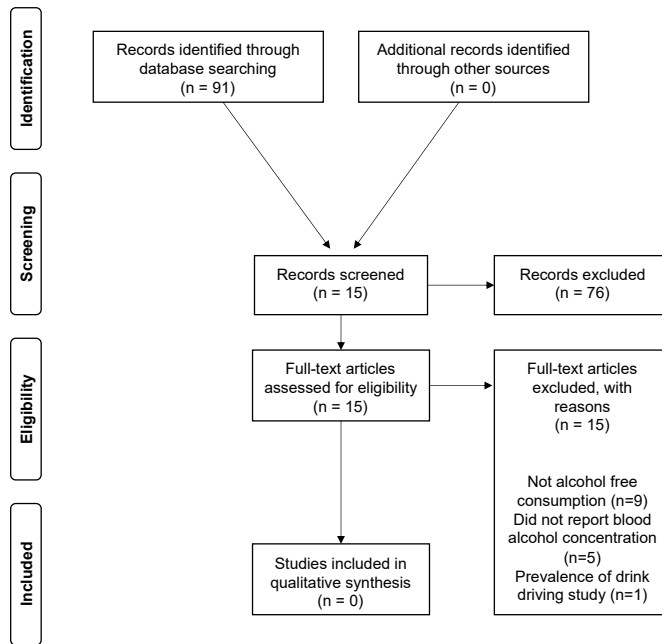 Identification
Records identified through
database searching
(n = 91)
Additional records identified
through other sources
(n = 0)
Screening
Records screened
(n = 15)
Records excluded
(n = 76)
Eligibility
Full-text articles
assessed for eligibility
(n = 15)
Full-text articles
excluded, with
reasons
(n = 15)
Not alcohol free
consumption (n=9)
Did not report blood
alcohol concentration
(n=5)
Prevalence of drink
driving study (n=1)
Included
Studies included in
qualitative synthesis
(n = 0)